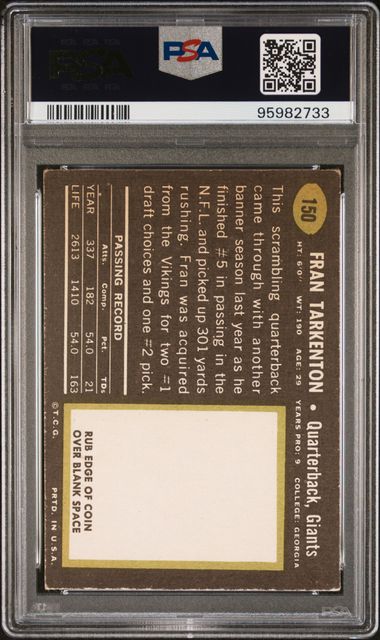 PSA
PSA
95982733
150
FRAN TARKENTON • Quarterback, Giants
HT: 6'0" WT: 190 AGE: 29 YEARS PRO: 9 COLLEGE: GEORGIA
This scrambling quarterback
came through with another
banner season last year as he
finished #5 in passing in the
N.F.L. and picked up 301 yards
rushing. Fran was acquired
from the Vikings for two #1
draft choices and one #2 pick.
PASSING RECORD
Atts. Comp. Pct. TDs
YEAR 337 182 54.0 21
LIFE 2613 1410 54.0 163
RUB EDGE OF COIN
OVER BLANK SPACE
©T.C.G. PRTD. IN U.S.A.